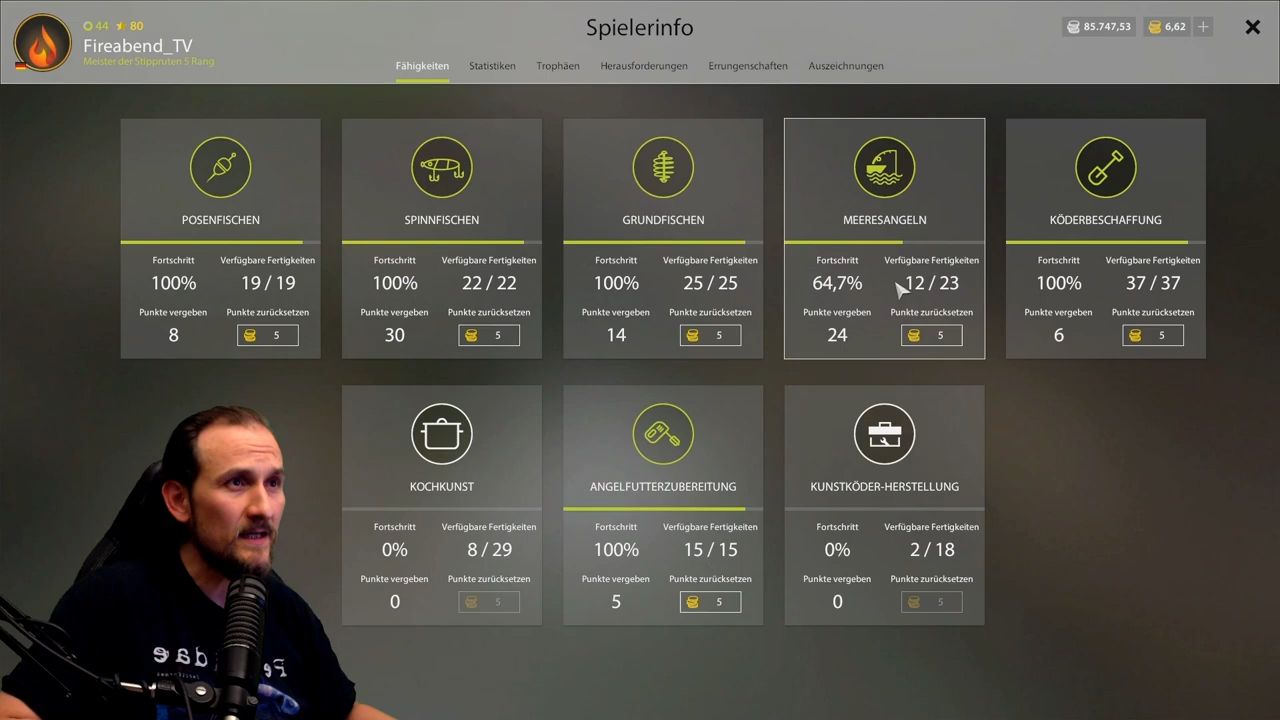 44 80
Spielerinfo
85.747,53
6,62
Fireabend_TV
Meister der Stippruten 5 Rang
Fähigkeiten
Statistiken
Trophäen
Herausforderungen
Errungenschaften
Auszeichnungen
POSENFISCHEN
SPINNFISCHEN
GRUNDFISCHEN
MEERESANGELN
KÖDERBESCHAFFUNG
Fortschritt Verfügbare Fertigkeiten
100% 19 / 19
Punkte vergeben Punkte zurücksetzen
8 5
Fortschritt Verfügbare Fertigkeiten
100% 22 / 22
Punkte vergeben Punkte zurücksetzen
30 5
Fortschritt Verfügbare Fertigkeiten
100% 25 / 25
Punkte vergeben Punkte zurücksetzen
14 5
Fortschritt Verfügbare Fertigkeiten
64,7% 12 / 23
Punkte vergeben Punkte zurücksetzen
24 5
Fortschritt Verfügbare Fertigkeiten
100% 37 / 37
Punkte vergeben Punkte zurücksetzen
6 5
KOCHKUNST
ANGELFUTTERZUBEREITUNG
KUNSTKÖDER-HERSTELLUNG
Fortschritt Verfügbare Fertigkeiten
0% 8 / 29
Punkte vergeben Punkte zurücksetzen
0 5
Fortschritt Verfügbare Fertigkeiten
100% 15 / 15
Punkte vergeben Punkte zurücksetzen
5 5
Fortschritt Verfügbare Fertigkeiten
0% 2 / 18
Punkte vergeben Punkte zurücksetzen
0 5